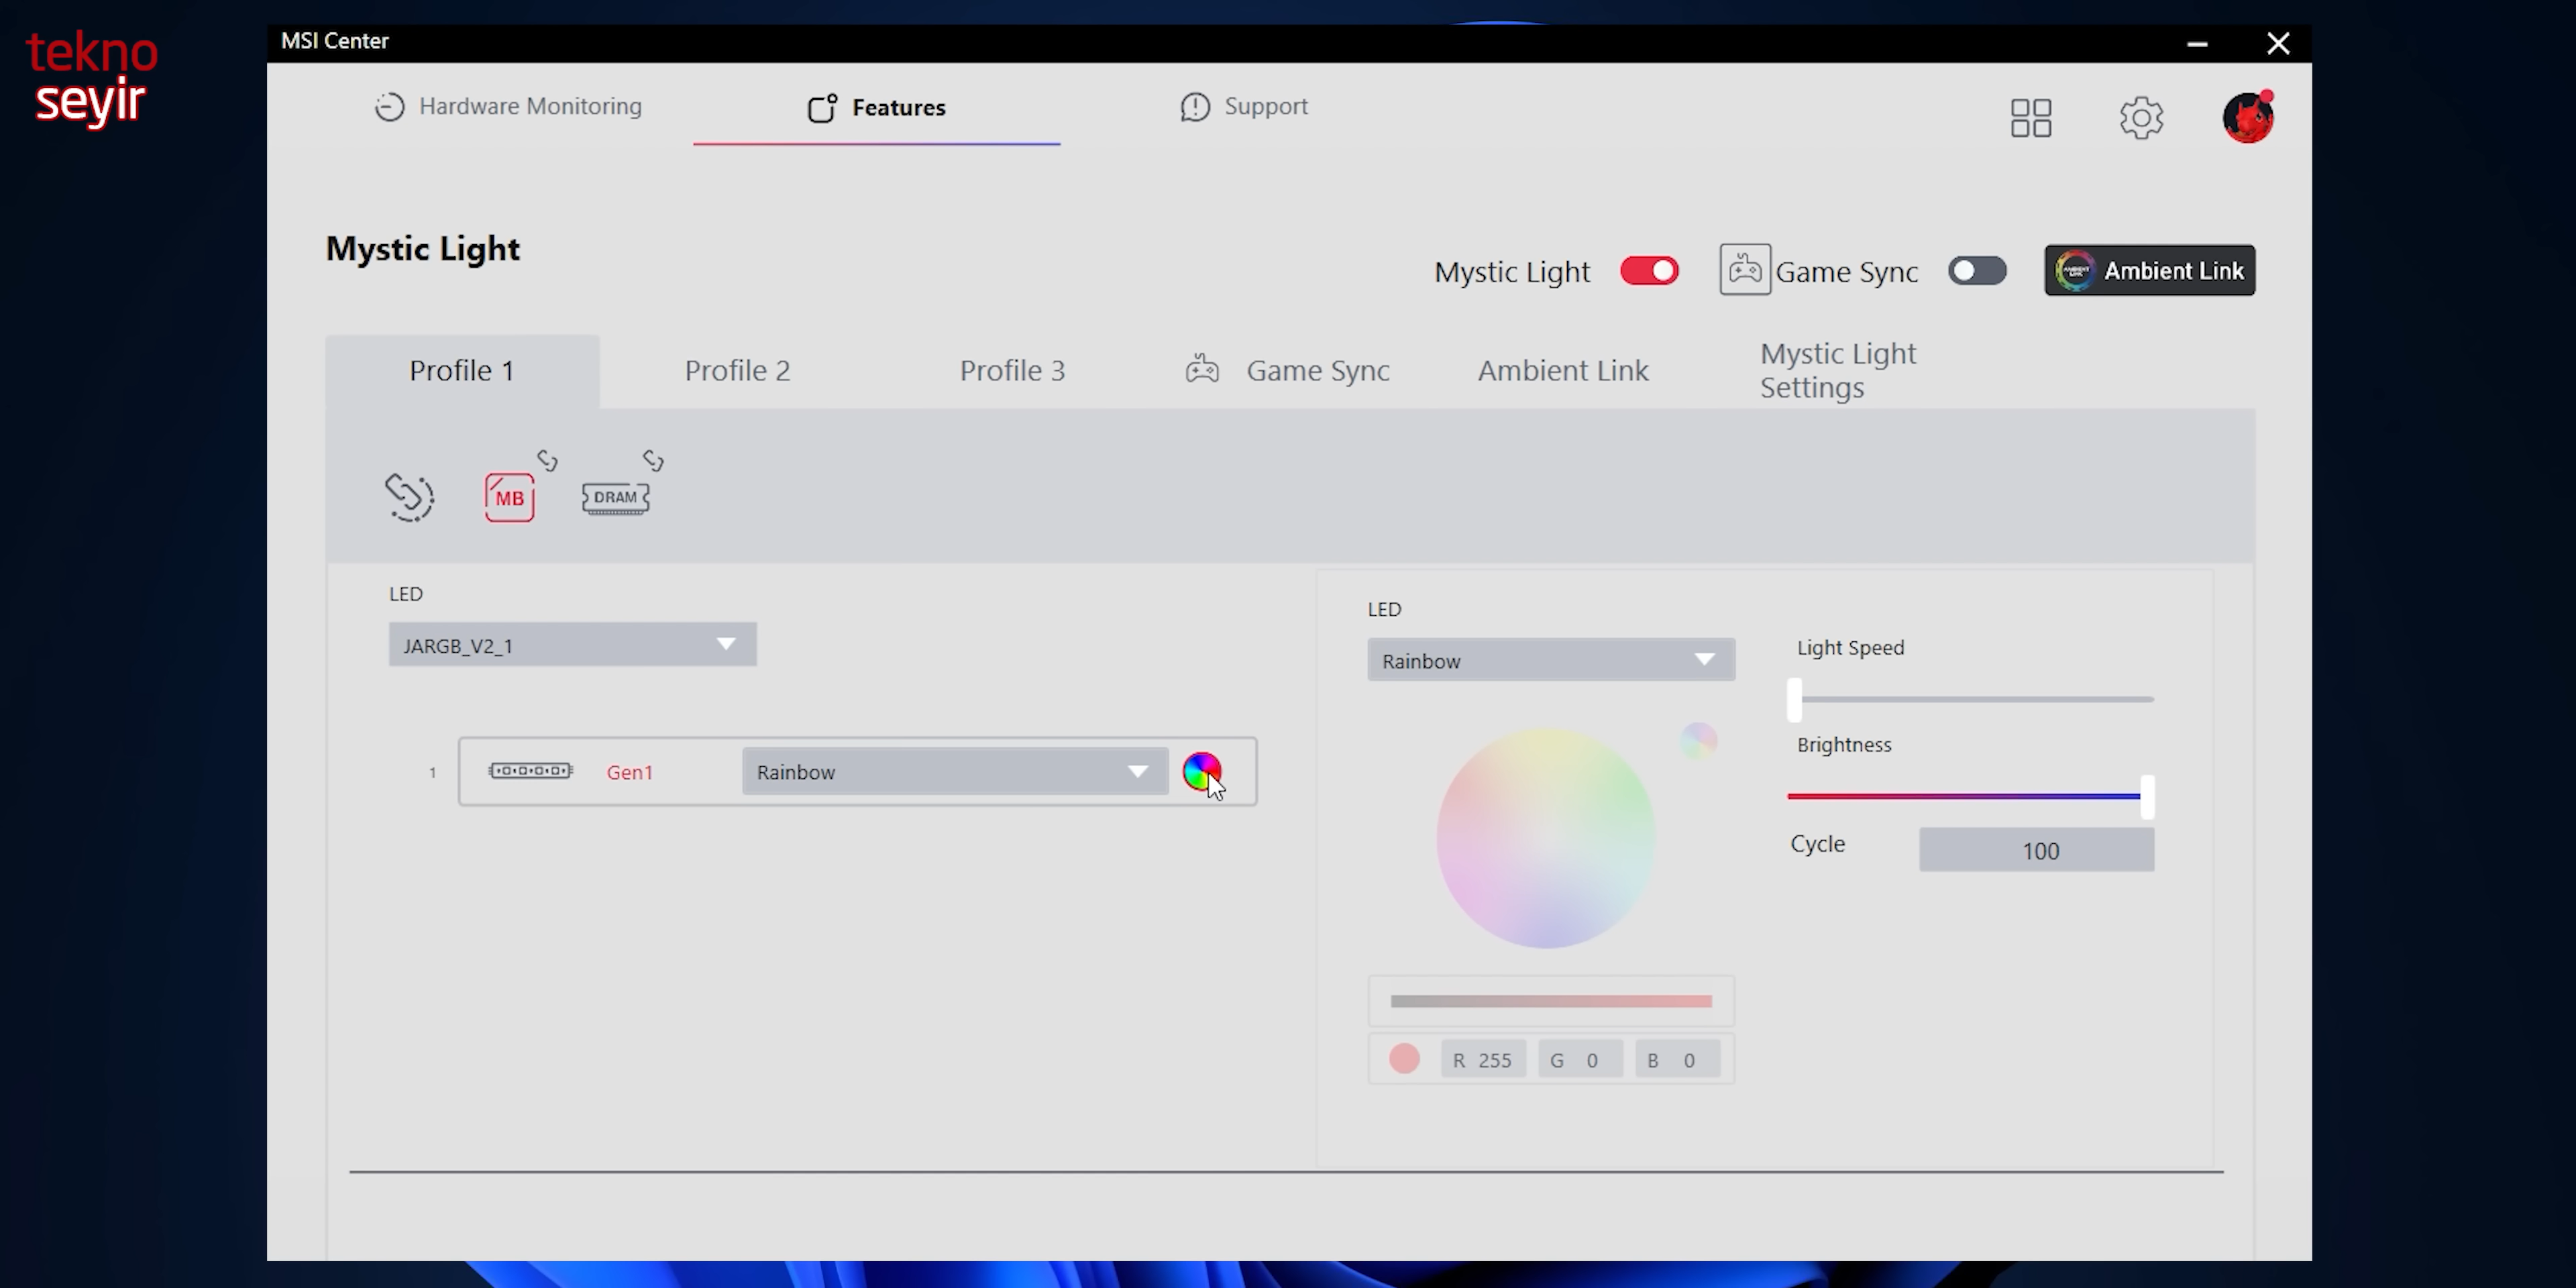 tekno
seyir
MSI Center
Hardware Monitoring
Features
Support
Mystic Light
Mystic Light
Game Sync
Ambient Link
Profile 1
Profile 2
Profile 3
Game Sync
Ambient Link
Mystic Light
Settings
MB
DRAM
LED
JARGB_V2_1
1
Gen1
Rainbow
LED
Rainbow
Light Speed
Brightness
Cycle
100
R 255
G 0
B 0